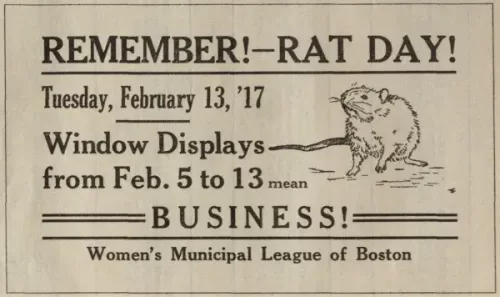 REMEMBER!—RAT DAY!
Tuesday, February 13, '17
Window Displays
from Feb. 5 to 13 mean
BUSINESS!
Women's Municipal League of Boston